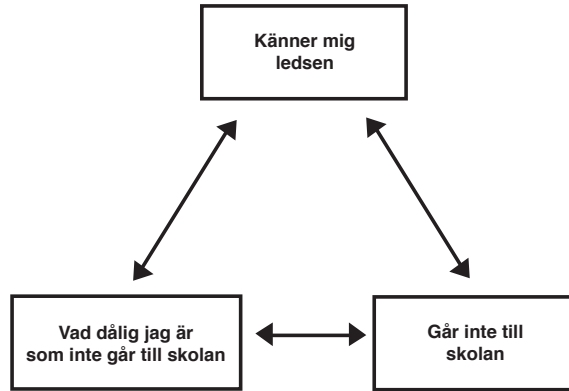 Känner mig
ledsen
Vad dålig jag är
som inte går till skolan
Går inte till
skolan